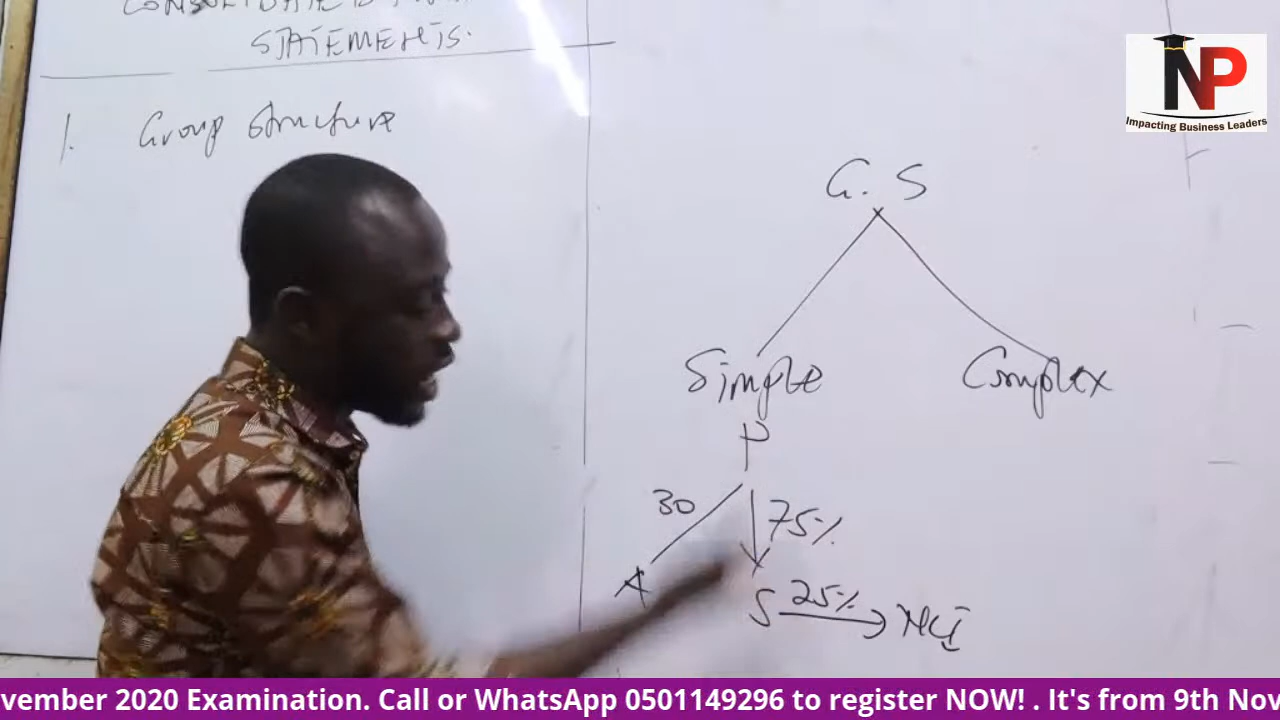 STATEMENTS.
1. Group structure
G. S
Simple
Complex
P
30
75%
A
S 25% NCI
NP
Impacting Business Leaders
vember 2020 Examination. Call or WhatsApp 0501149296 to register NOW! . It's from 9th Nov